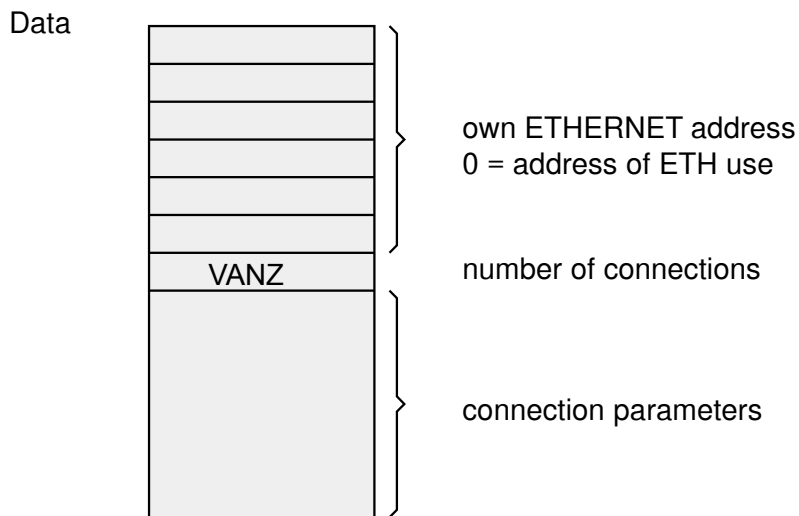 Data
own ETHERNET address
0 = address of ETH use
VANZ
number of connections
connection parameters